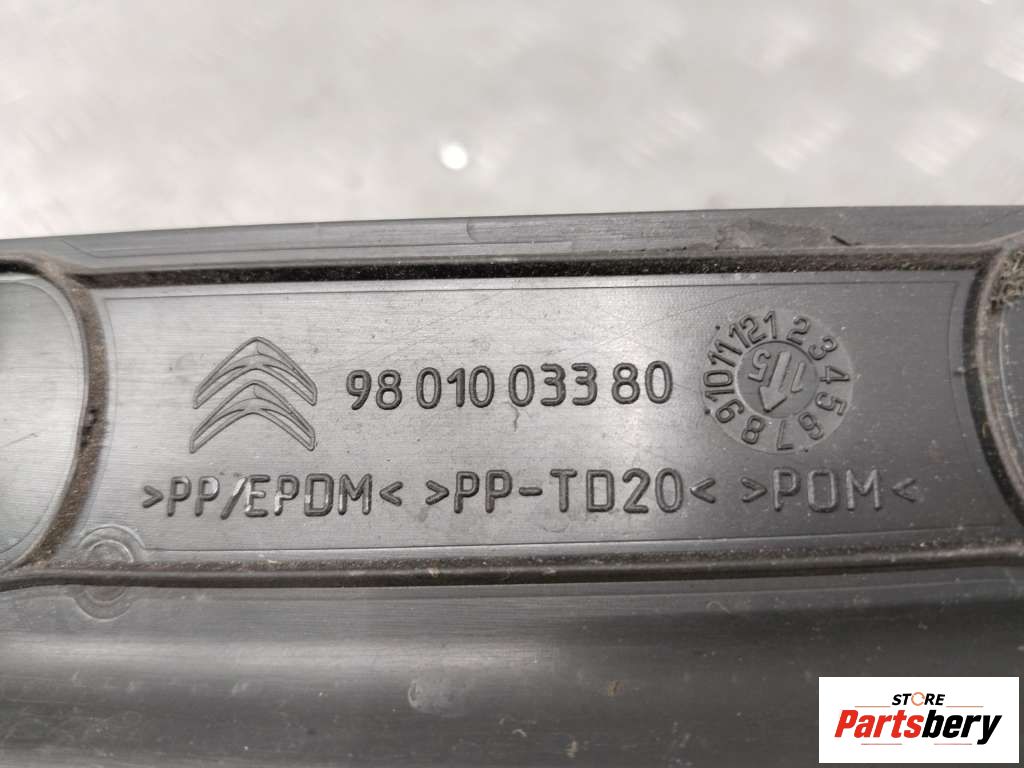 98 010 033 80
1 2 3 4 5 6 7 8 9 10 11 12
15
>PP/EPDM< >PP-TD20< >POM<
STORE
Partsbery